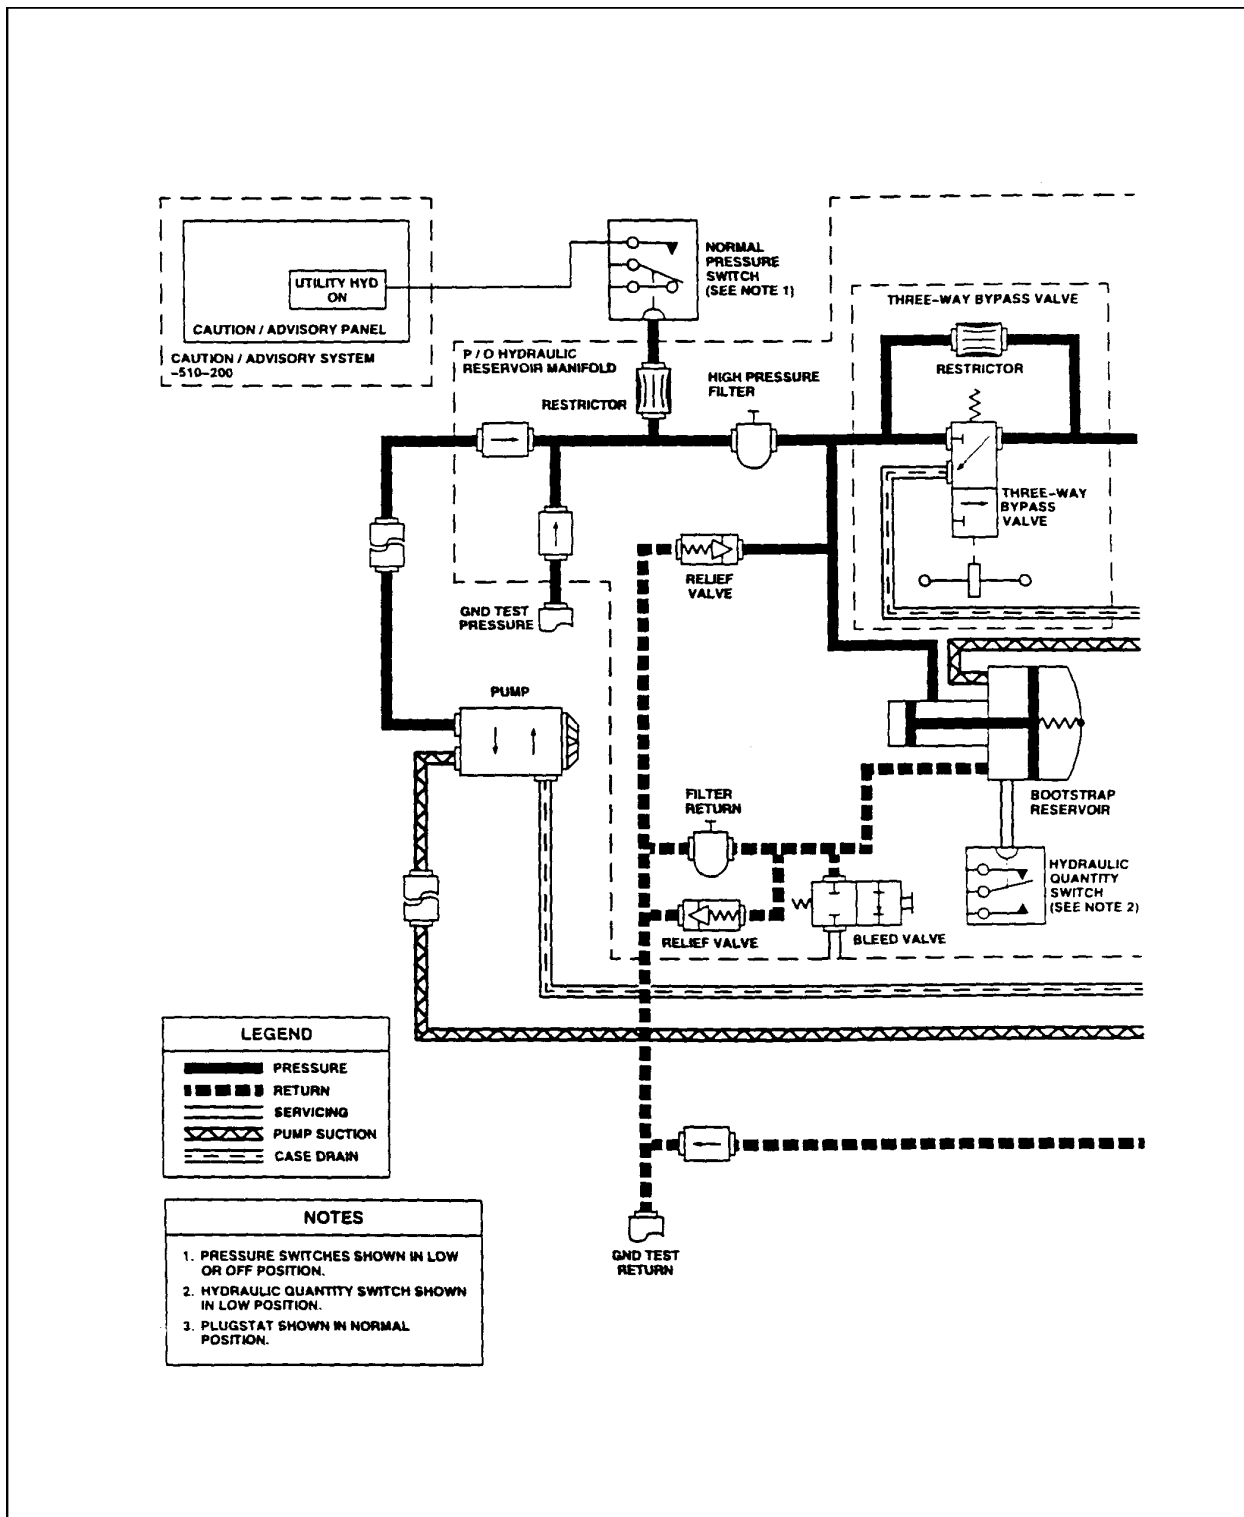 UTILITY HYD
ON
CAUTION / ADVISORY PANEL
CAUTION / ADVISORY SYSTEM
-510-200
NORMAL
PRESSURE
SWITCH
(SEE NOTE 1)
P / O HYDRAULIC
RESERVOIR MANIFOLD
RESTRICTOR
HIGH PRESSURE
FILTER
THREE-WAY BYPASS VALVE
RESTRICTOR
THREE-WAY
BYPASS
VALVE
RELIEF
VALVE
GND TEST
PRESSURE
PUMP
BOOTSTRAP
RESERVOIR
FILTER
RETURN
HYDRAULIC
QUANTITY
SWITCH
(SEE NOTE 2)
RELIEF VALVE
BLEED VALVE
LEGEND
PRESSURE
RETURN
SERVICING
PUMP SUCTION
CASE DRAIN
GND TEST
RETURN
NOTES
1. PRESSURE SWITCHES SHOWN IN LOW
OR OFF POSITION.
2. HYDRAULIC QUANTITY SWITCH SHOWN
IN LOW POSITION.
3. PLUGSTAT SHOWN IN NORMAL
POSITION.